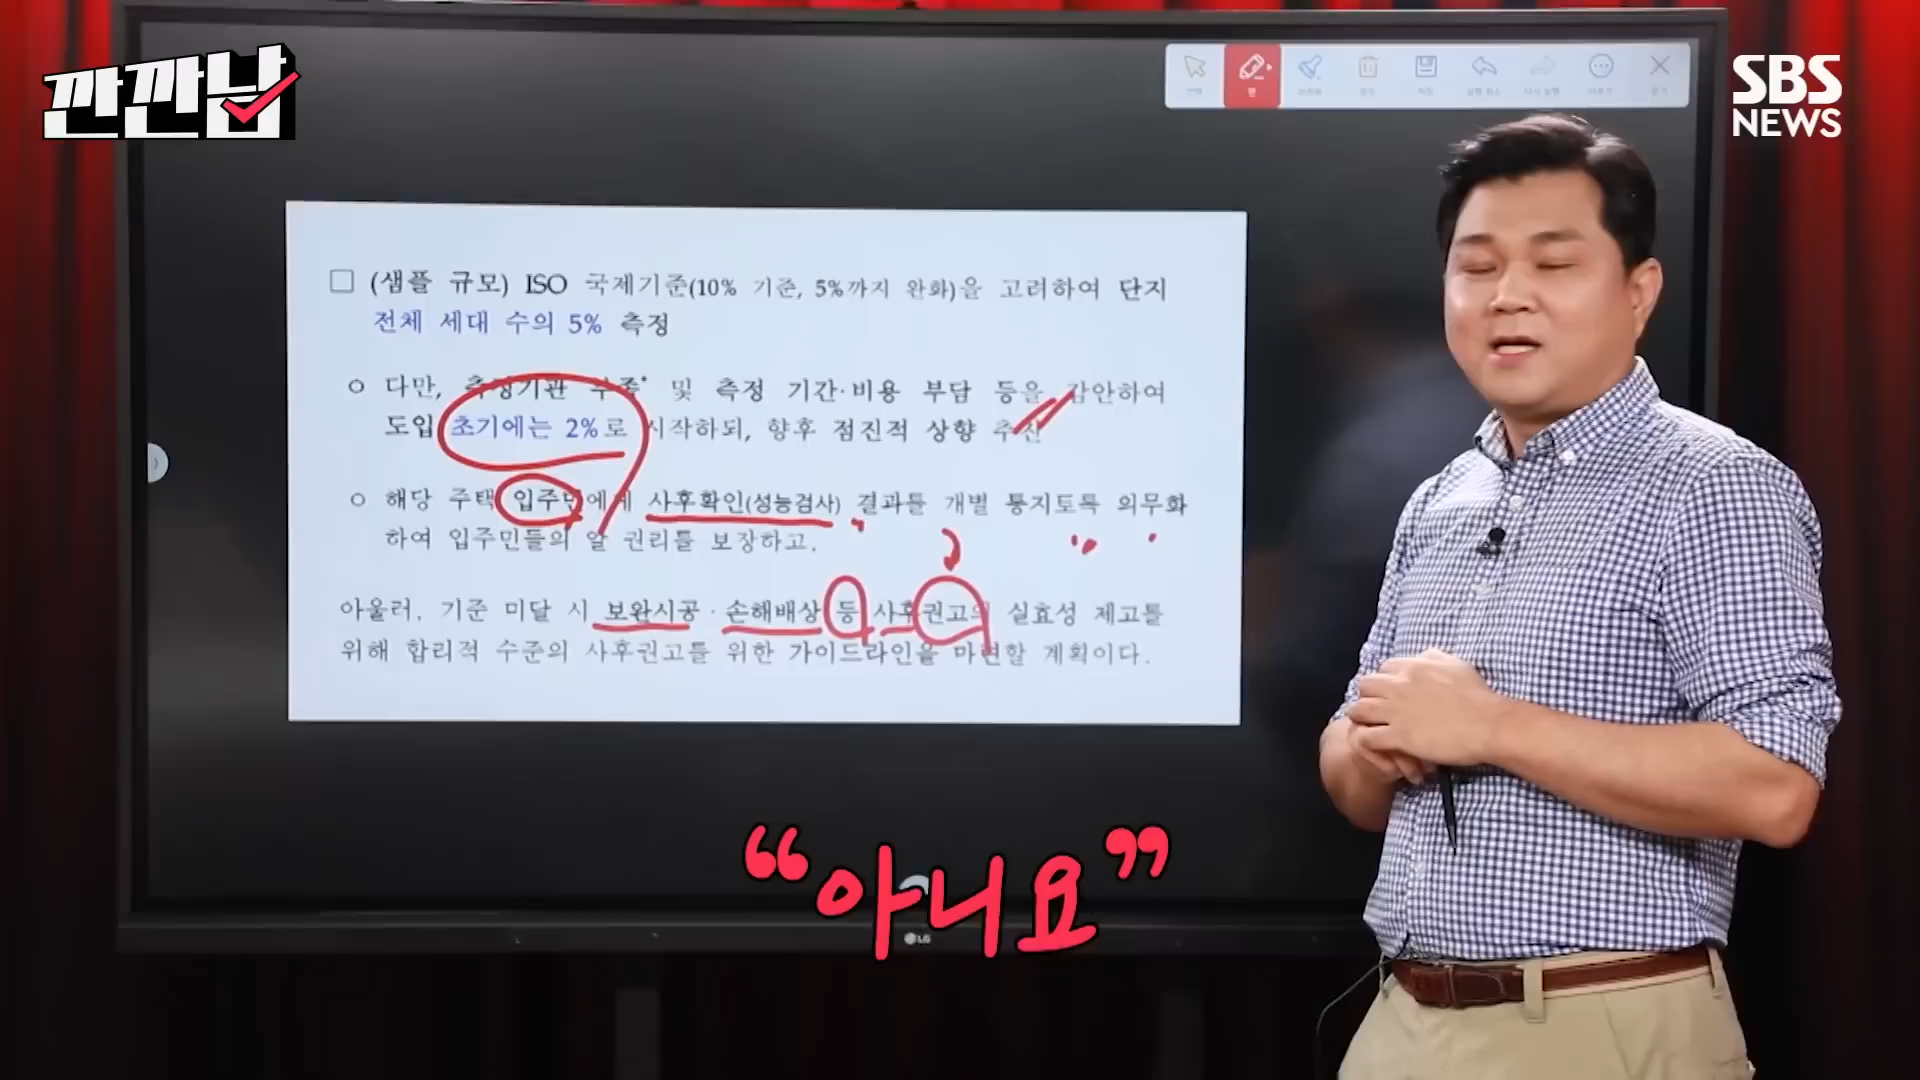 깐깐남
SBS
NEWS
펜
□ (샘플 규모) ISO 국제기준(10% 기준, 5%까지 완화)을 고려하여 단지
전체 세대 수의 5% 측정
○ 다만, 측정기관 부족* 및 측정 기간·비용 부담 등을 감안하여
도입 초기에는 2%로 시작하되, 향후 점진적 상향 추진
○ 해당 주택 입주민에게 사후확인(성능검사) 결과를 개별 통지토록 의무화
하여 입주민들의 알 권리를 보장하고,
아울러, 기준 미달 시 보완시공·손해배상 등 사후권고의 실효성 제고를
위해 합리적 수준의 사후권고를 위한 가이드라인을 마련할 계획이다.
“아니요”
LG